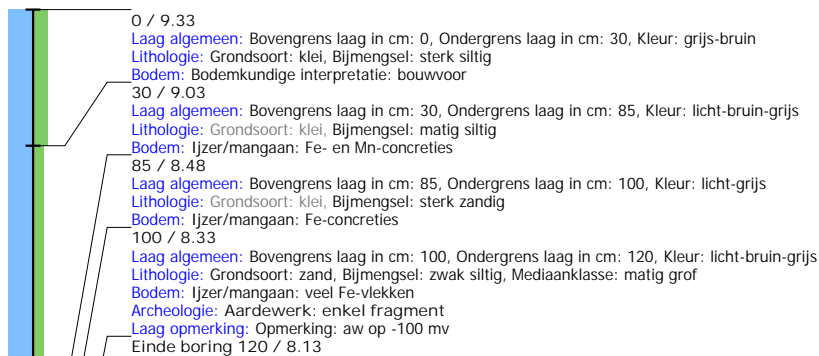 0 / 9.33
Laag algemeen: Bovengrens laag in cm: 0, Ondergrens laag in cm: 30, Kleur: grijs-bruin
Lithologie: Grondsoort: klei, Bijmengsel: sterk siltig
Bodem: Bodemkundige interpretatie: bouwvoor
30 / 9.03
Laag algemeen: Bovengrens laag in cm: 30, Ondergrens laag in cm: 85, Kleur: licht-bruin-grijs
Lithologie: Grondsoort: klei, Bijmengsel: matig siltig
Bodem: Ijzer/mangaan: Fe- en Mn-concreties
85 / 8.48
Laag algemeen: Bovengrens laag in cm: 85, Ondergrens laag in cm: 100, Kleur: licht-grijs
Lithologie: Grondsoort: klei, Bijmengsel: sterk zandig
Bodem: Ijzer/mangaan: Fe-concreties
100 / 8.33
Laag algemeen: Bovengrens laag in cm: 100, Ondergrens laag in cm: 120, Kleur: licht-bruin-grijs
Lithologie: Grondsoort: zand, Bijmengsel: zwak siltig, Mediaanklasse: matig grof
Bodem: Ijzer/mangaan: veel Fe-vlekken
Archeologie: Aardewerk: enkel fragment
Laag opmerking: Opmerking: aw op -100 mv
Einde boring 120 / 8.13